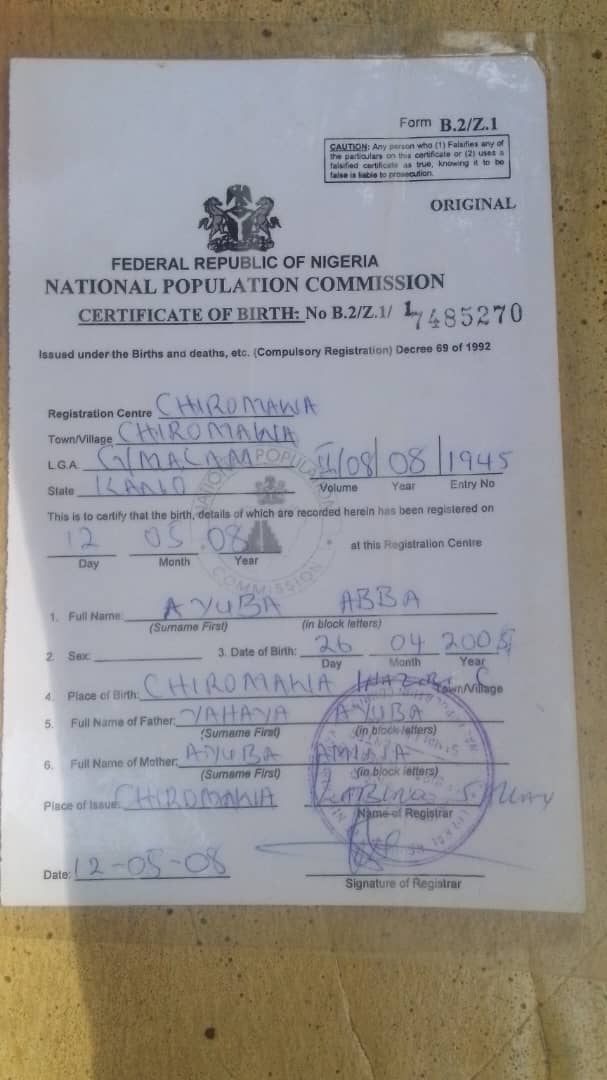 Form B.2/Z.1
CAUTION: Any person who (1) Falsifies any of
the particulars on this certificate or (2) uses a
falsified certificate as true, knowing it to be
false is liable to prosecution.
ORIGINAL
FEDERAL REPUBLIC OF NIGERIA
NATIONAL POPULATION COMMISSION
CERTIFICATE OF BIRTH: No B.2/Z.1/ 17485270
Issued under the Births and deaths, etc. (Compulsory Registration) Decree 69 of 1992
Registration Centre CHIROMAWA
Town/Village CHIROMAWA
L.G.A. G/MALAM /08/08/1945
State KANO Volume Year Entry No
This is to certify that the birth, details of which are recorded herein has been registered on
12 05 08 at this Registration Centre
Day Month Year
1. Full Name: AYUBA ABBA
(Surname First) (in block letters)
2 Sex: 3. Date of Birth: 26 04 200
Day Month Year
4. Place of Birth: CHIROMAWA Town/Village
5. Full Name of Father: YAHAYA AYUBA
(Surname First) (in block letters)
6. Full Name of Mother: AYUBA
(Surname First) (in block letters)
Place of Issue: CHIROMAWA
Name of Registrar
Date: 12-05-08
Signature of Registrar
NATIONAL POPULATION COMMISSION